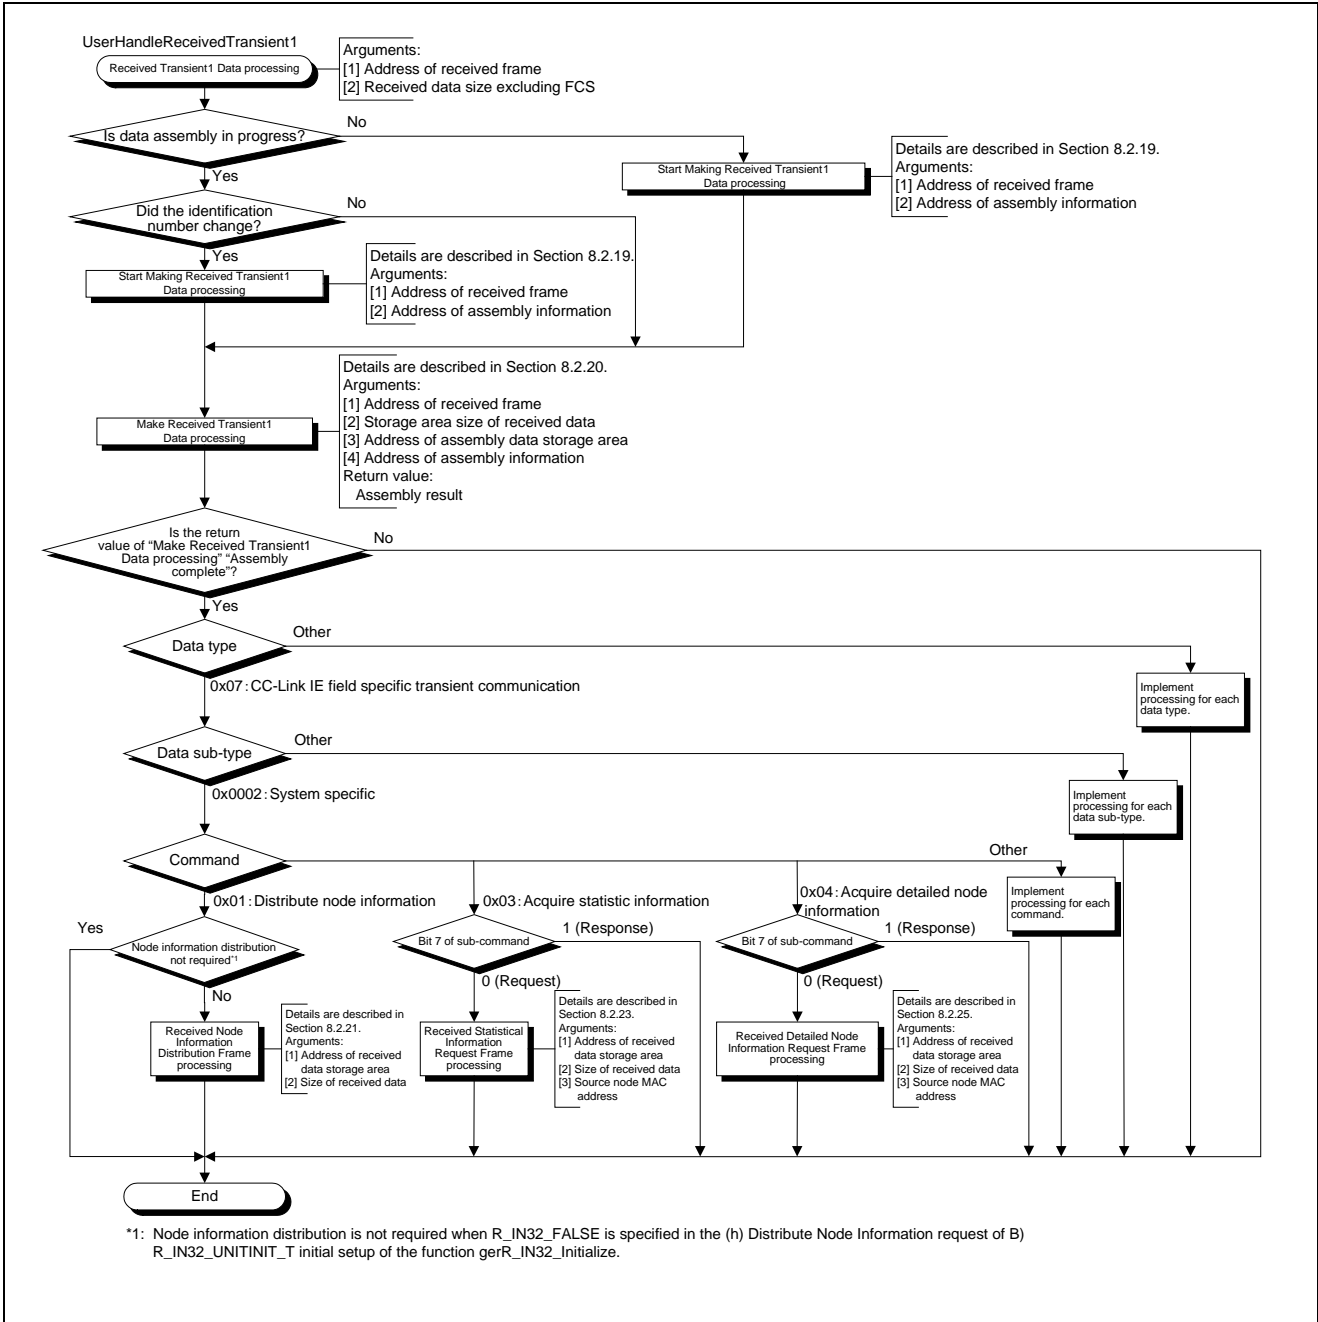 UserHandleReceivedTransient1
Received Transient1 Data processing
Arguments:
[1] Address of received frame
[2] Received data size excluding FCS
Is data assembly in progress?
No
Yes
Start Making Received Transient1
Data processing
Details are described in Section 8.2.19.
Arguments:
[1] Address of received frame
[2] Address of assembly information
Did the identification
number change?
No
Yes
Start Making Received Transient1
Data processing
Details are described in Section 8.2.19.
Arguments:
[1] Address of received frame
[2] Address of assembly information
Make Received Transient1
Data processing
Details are described in Section 8.2.20.
Arguments:
[1] Address of received frame
[2] Storage area size of received data
[3] Address of assembly data storage area
[4] Address of assembly information
Return value:
Assembly result
Is the return
value of "Make Received Transient1
Data processing" "Assembly
complete"?
No
Yes
Data type
Other
0x07: CC-Link IE field specific transient communication
Implement
processing for each
data type.
Data sub-type
Other
0x0002: System specific
Implement
processing for each
data sub-type.
Command
Other
Implement
processing for each
command.
0x01: Distribute node information
0x03: Acquire statistic information
0x04: Acquire detailed node
information
Yes
Node information distribution
not required*1
No
Bit 7 of sub-command
1 (Response)
0 (Request)
Bit 7 of sub-command
1 (Response)
0 (Request)
Received Node
Information
Distribution Frame
processing
Details are described in
Section 8.2.21.
Arguments:
[1] Address of received
data storage area
[2] Size of received data
Received Statistical
Information
Request Frame
processing
Details are described in
Section 8.2.23.
Arguments:
[1] Address of received
data storage area
[2] Size of received data
[3] Source node MAC
address
Received Detailed Node
Information Request Frame
processing
Details are described in
Section 8.2.25.
Arguments:
[1] Address of received
data storage area
[2] Size of received data
[3] Source node MAC
address
End
*1: Node information distribution is not required when R_IN32_FALSE is specified in the (h) Distribute Node Information request of B)
R_IN32_UNITINIT_T initial setup of the function gerR_IN32_Initialize.